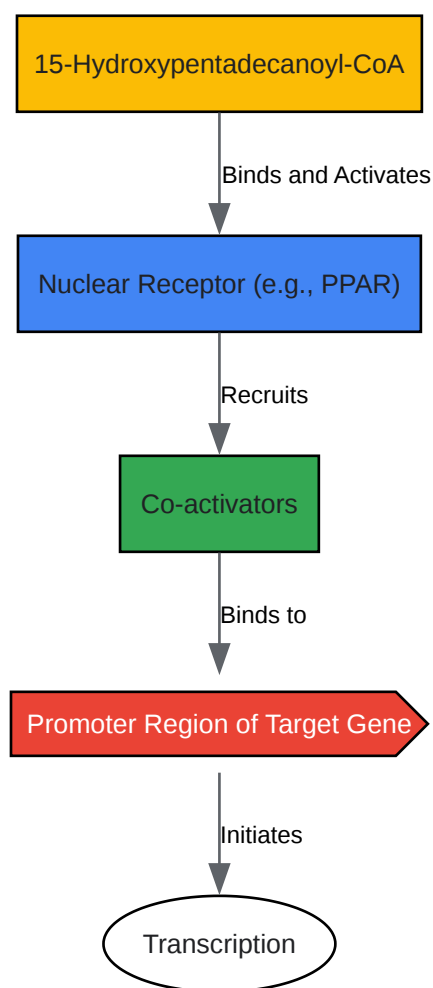 15-Hydroxypentadecanoyl-CoA
Binds and Activates
Nuclear Receptor (e.g., PPAR)
Recruits
Co-activators
Binds to
Promoter Region of Target Gene
Initiates
Transcription